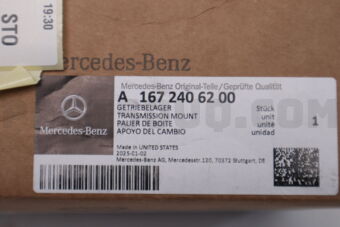 19:30
STO
ercedes-Benz
Mercedes-Benz Original-Teile/Geprüfte Qualität
A 167 240 62 00
GETRIEBELAGER Stück
TRANSMISSION MOUNT unit
PALIER DE BOITE unité
APOYO DEL CAMBIO unidad
1
Mercedes-Benz
Made in UNITED STATES
2023-01-02
Mercedes-Benz AG, Mercedesstr.120, 70372 Stuttgart, DE